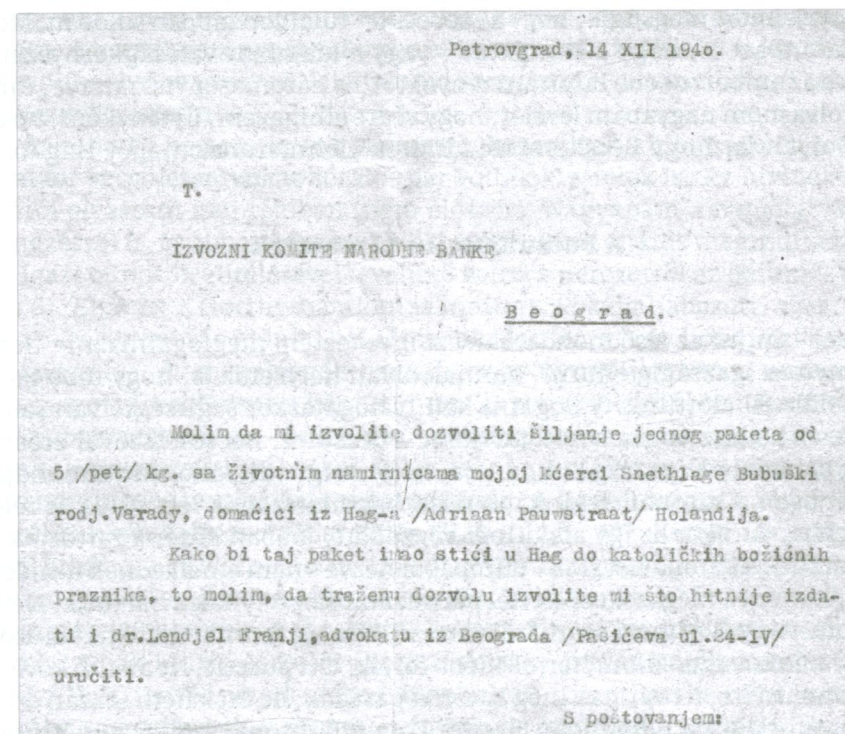 Petrovgrad, 14 XII 194o.
T.
IZVOZNI KOMITE NARODNE BANKE
B e o g r a d.
Molim da mi izvolite dozvoliti šiljanje jednog paketa od
5 /pet/ kg. sa životnim namirnicama mojoj kćerci Snethlage Bubuški
rodj.Varady, domaćici iz Hag-a /Adriaan Pauwstraat/ Holandija.
Kako bi taj paket imao stići u Hag do katoličkih božićnih
praznika, to molim, da traženu dozvolu izvolite mi što hitnije izda-
ti i dr.Lendjel Franji,advokatu iz Beograda /Pašićeva ul.24-IV/
uručiti.
S poštovanjem: